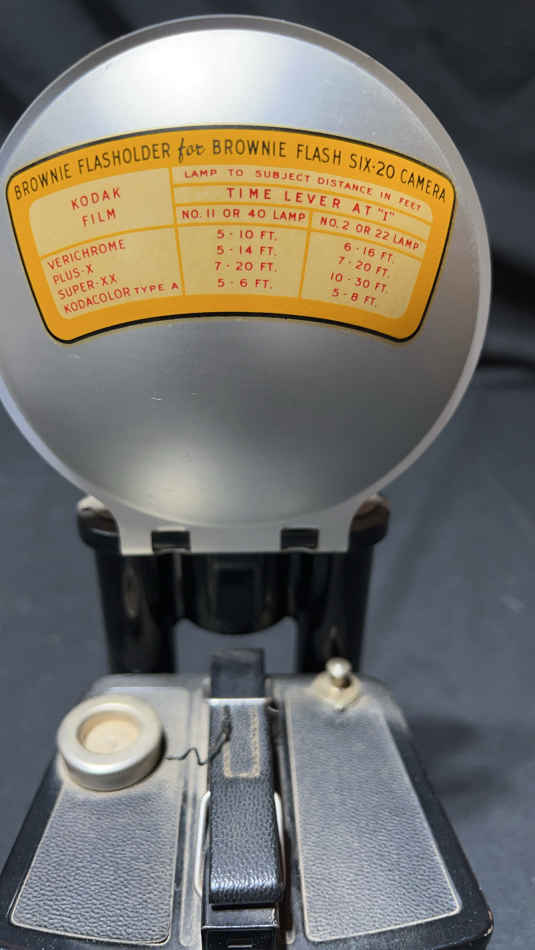 BROWNIE FLASHOLDER for BROWNIE FLASH SIX-20 CAMERA
KODAK
FILM
LAMP TO SUBJECT DISTANCE IN FEET
TIME LEVER AT "I"
NO. 11 OR 40 LAMP NO. 2 OR 22 LAMP
VERICHROME 5 - 10 FT. 6 - 16 FT.
PLUS-X 5 - 14 FT. 7 - 20 FT.
SUPER-XX 7 - 20 FT. 10 - 30 FT.
KODACOLOR TYPE A 5 - 6 FT. 5 - 8 FT.